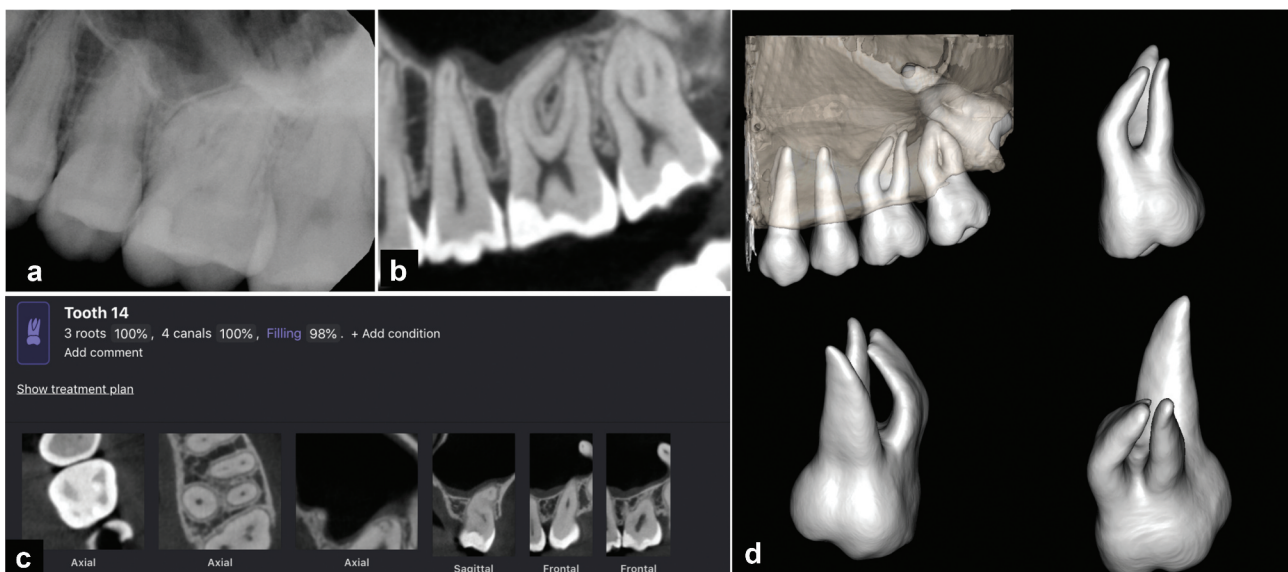 a
b
Tooth 14
3 roots 100%, 4 canals 100%, Filling 98%. + Add condition
Add comment
Show treatment plan
Axial
Axial
Axial
Sagittal
Frontal
Frontal
c
d